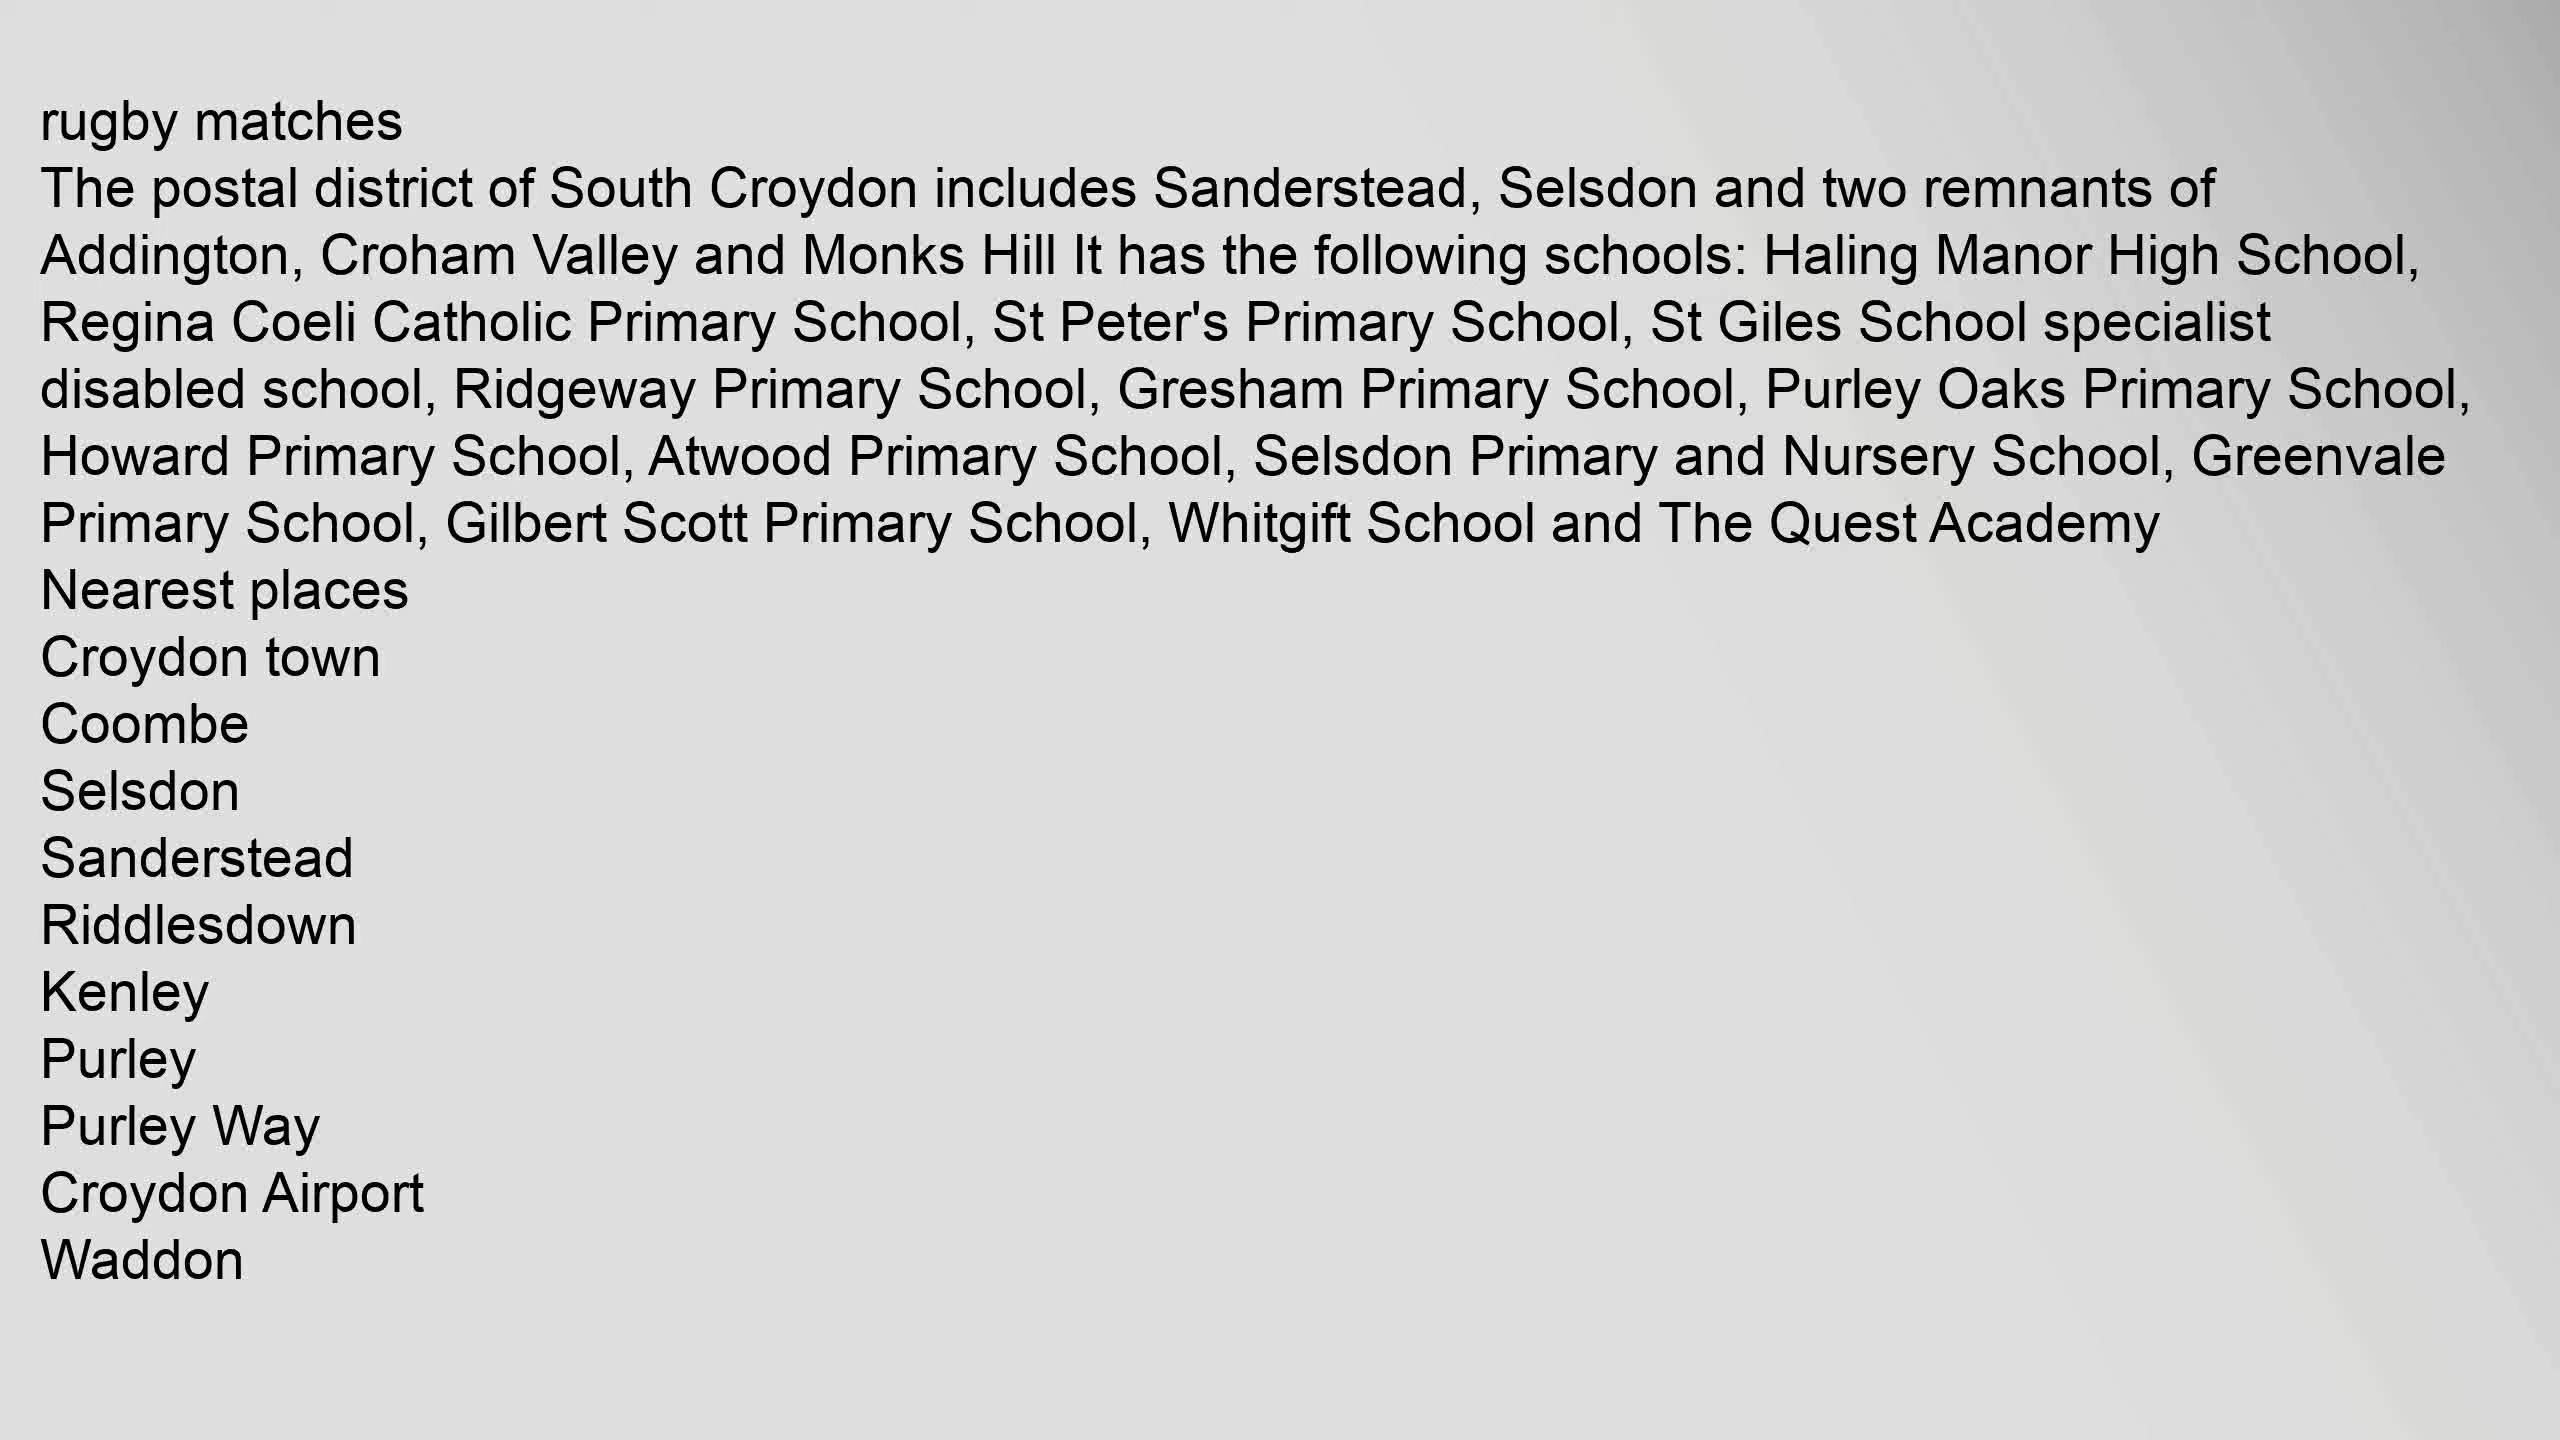 rugby matches
The postal district of South Croydon includes Sanderstead, Selsdon and two remnants of
Addington, Croham Valley and Monks Hill It has the following schools: Haling Manor High School,
Regina Coeli Catholic Primary School, St Peter's Primary School, St Giles School specialist
disabled school, Ridgeway Primary School, Gresham Primary School, Purley Oaks Primary School,
Howard Primary School, Atwood Primary School, Selsdon Primary and Nursery School, Greenvale
Primary School, Gilbert Scott Primary School, Whitgift School and The Quest Academy
Nearest places
Croydon town
Coombe
Selsdon
Sanderstead
Riddlesdown
Kenley
Purley
Purley Way
Croydon Airport
Waddon